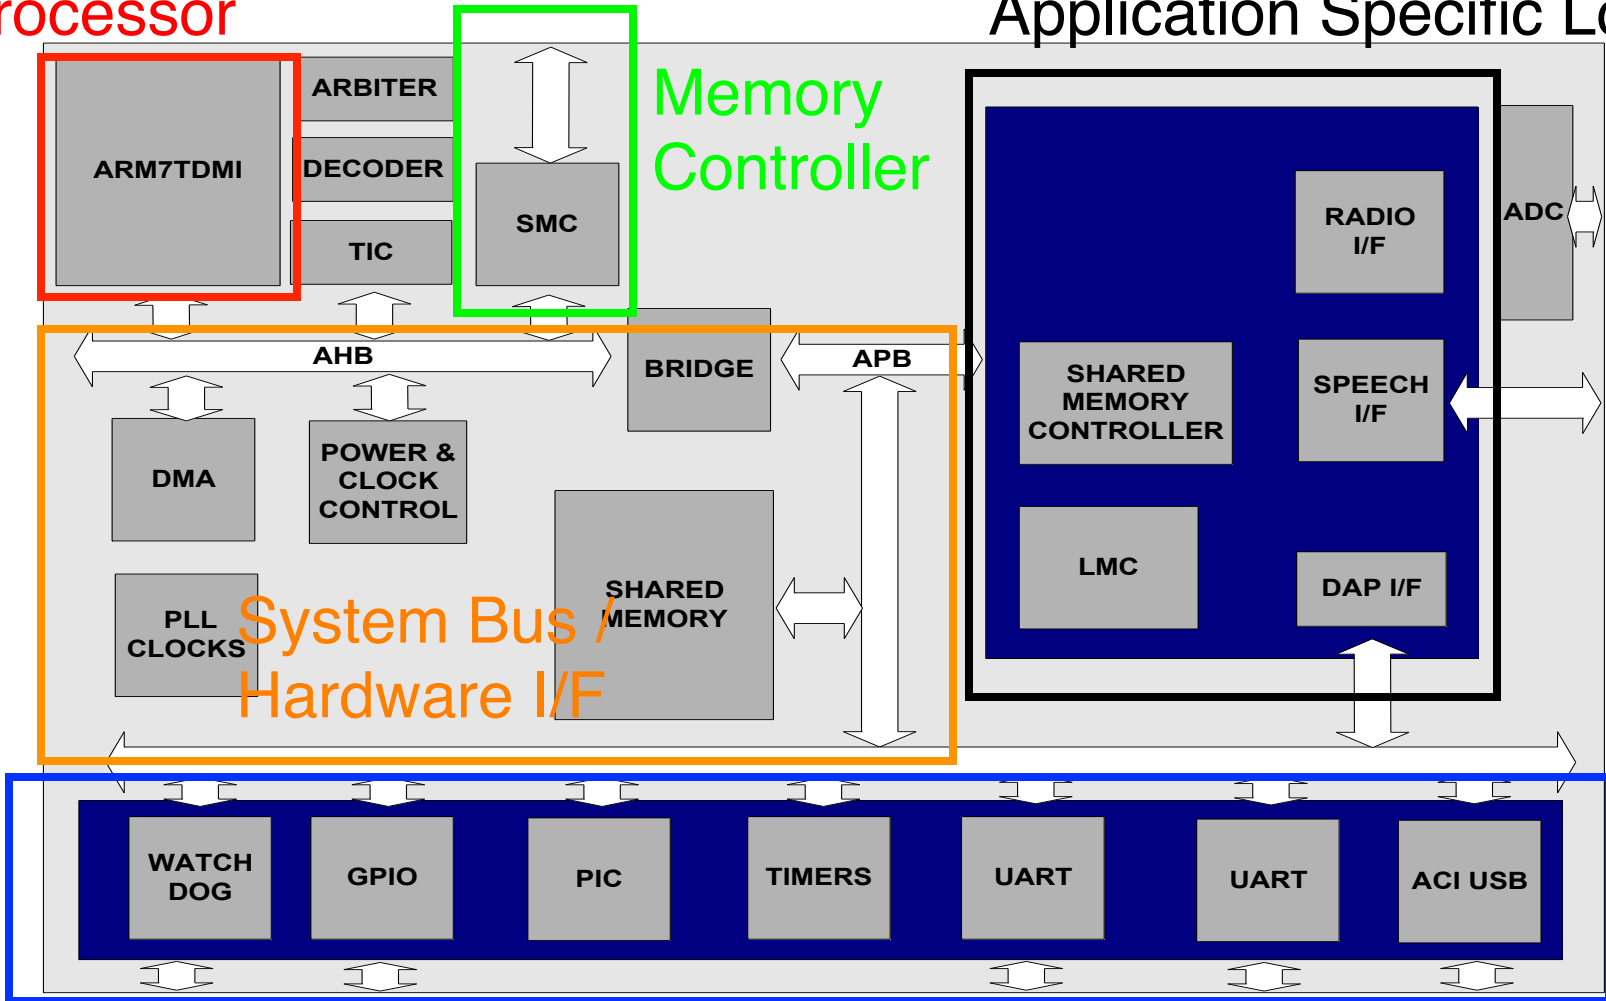 rocessor
Application Specific Lo
ARBITER
Memory
Controller
ARM7TDMI
DECODER
SMC
TIC
RADIO
I/F
ADC
AHB
BRIDGE
APB
SHARED
MEMORY
CONTROLLER
SPEECH
I/F
DMA
POWER &
CLOCK
CONTROL
LMC
DAP I/F
SHARED
MEMORY
PLL
CLOCKS
System Bus /
Hardware I/F
WATCH
DOG
GPIO
PIC
TIMERS
UART
UART
ACI USB